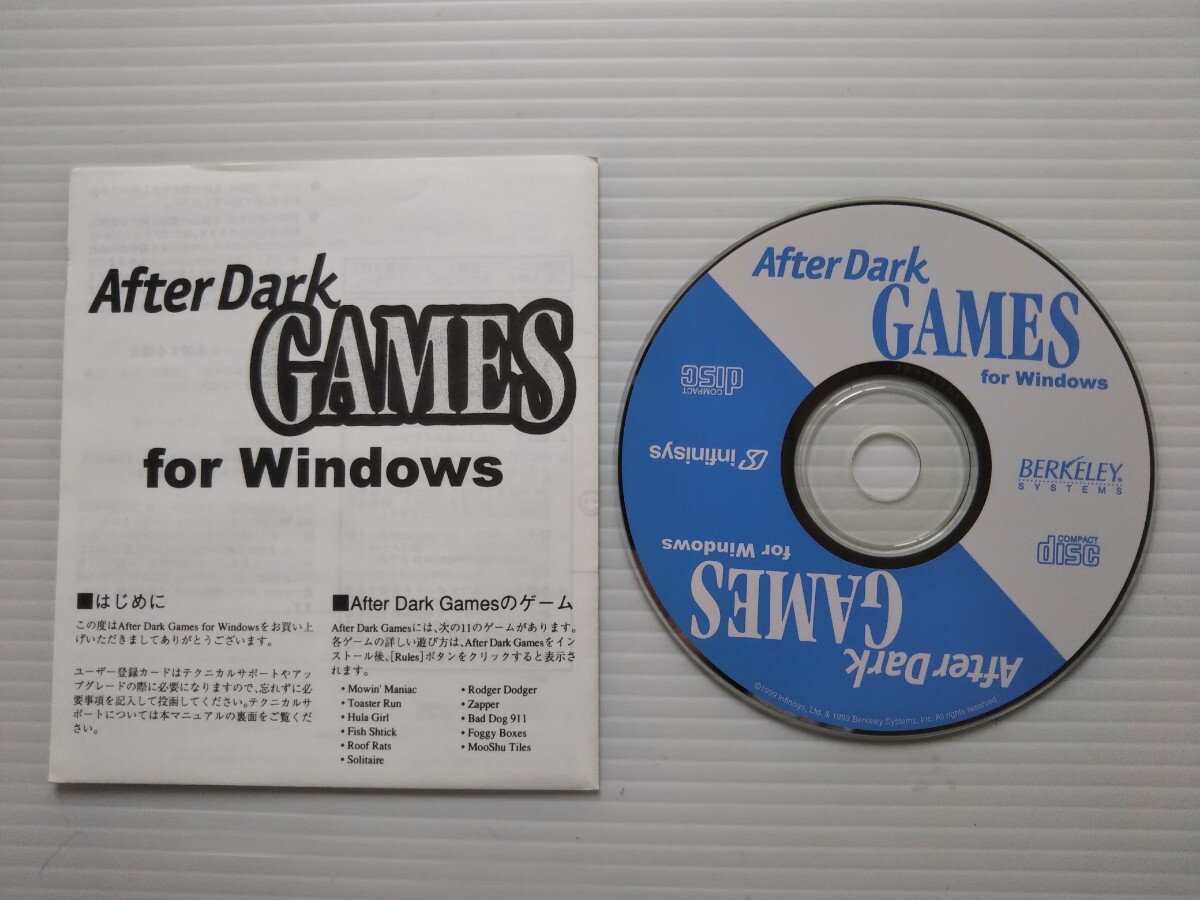 After Dark
GAMES
for Windows
■はじめに
この度はAfter Dark Games for Windowsをお買い上
げいただきましてありがとうございます。
ユーザー登録カードはテクニカルサポートやアッ
プグレードの際に必要になりますので、忘れずに必
要事項を記入して投函してください。テクニカルサ
ポートについては本マニュアルの裏面をご覧くだ
さい。
■After Dark Gamesのゲーム
After Dark Gamesには、次の11のゲームがあります。
各ゲームの詳しい遊び方は、After Dark Gamesをイン
ストール後、[Rules]ボタンをクリックすると表示さ
れます。
• Mowin' Maniac
• Toaster Run
• Hula Girl
• Fish Shtick
• Roof Rats
• Solitaire
• Rodger Dodger
• Zapper
• Bad Dog 911
• Foggy Boxes
• MooShu Tiles
After Dark
GAMES
for Windows
BERKELEY®
SYSTEMS
COMPACT
disc
After Dark
GAMES
for Windows
infinisys
COMPACT
disc
©1999 Infinisys, Ltd. & 1999 Berkeley Systems, Inc. All rights reserved.